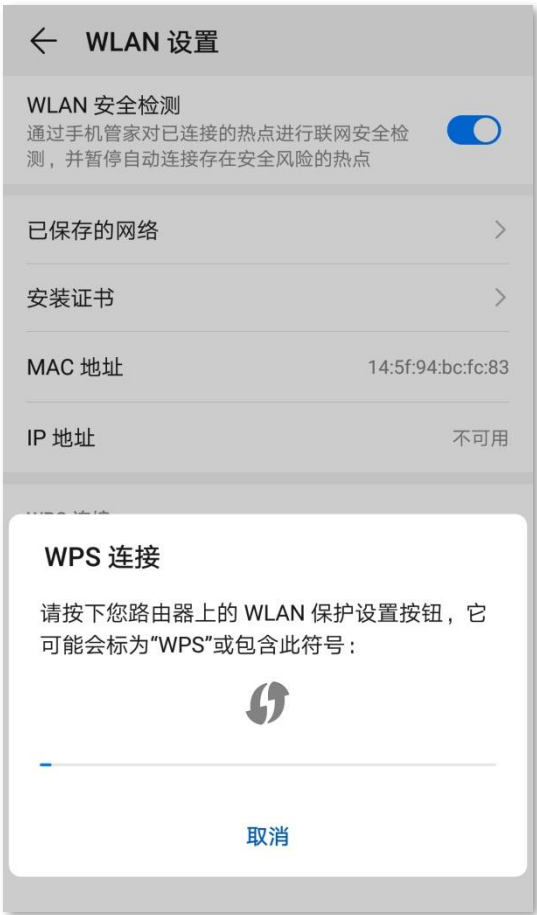 WLAN 设置
WLAN 安全检测
通过手机管家对已连接的热点进行联网安全检
测，并暂停自动连接存在安全风险的热点
已保存的网络
安装证书
MAC 地址
14:5f:94:bc:fc:83
IP 地址
不可用
WPS 连接
请按下您路由器上的 WLAN 保护设置按钮，它
可能会标为“WPS”或包含此符号：
取消